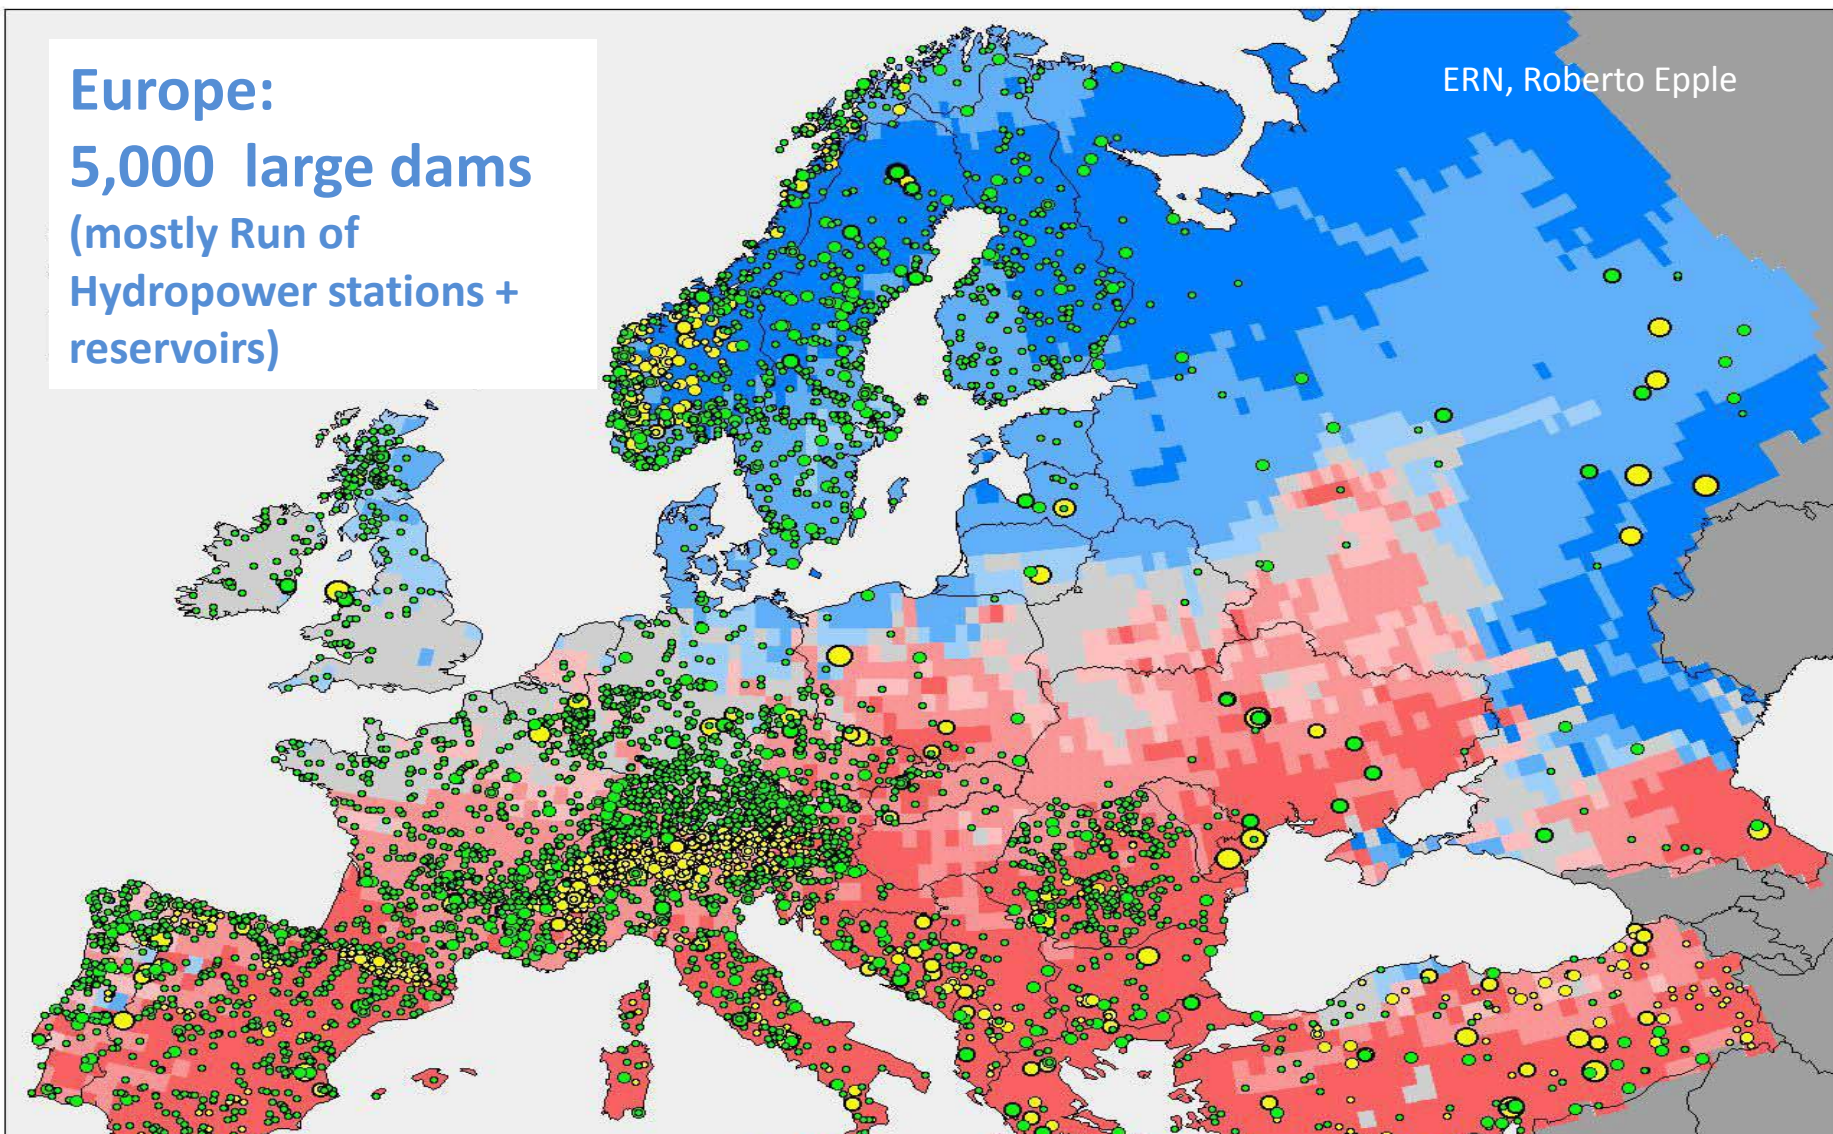 Europe:
5,000 large dams
(mostly Run of
Hydropower stations +
reservoirs)
ERN, Roberto Epple